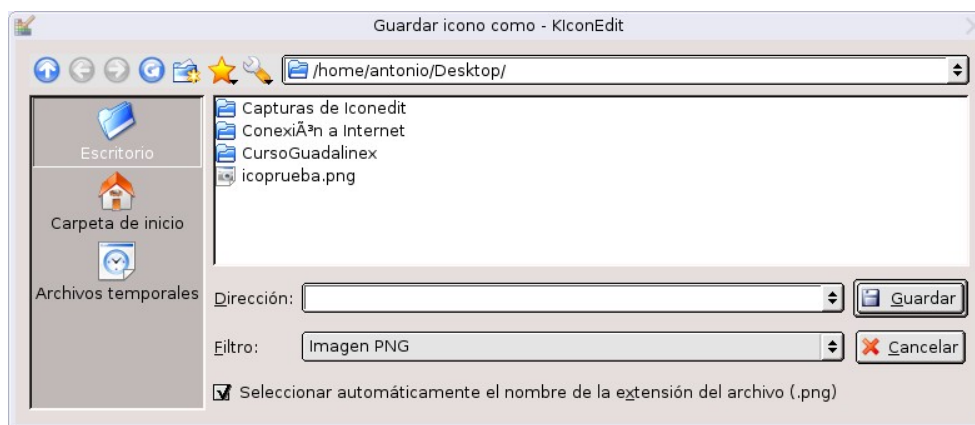 Guardar icono como - KIconEdit
/home/antonio/Desktop/
Escritorio
Carpeta de inicio
Archivos temporales
Capturas de Iconedit
ConexiÃ³n a Internet
CursoGuadalinex
icoprueba.png
Dirección:
Guardar
Filtro:
Imagen PNG
Cancelar
Seleccionar automáticamente el nombre de la extensión del archivo (.png)